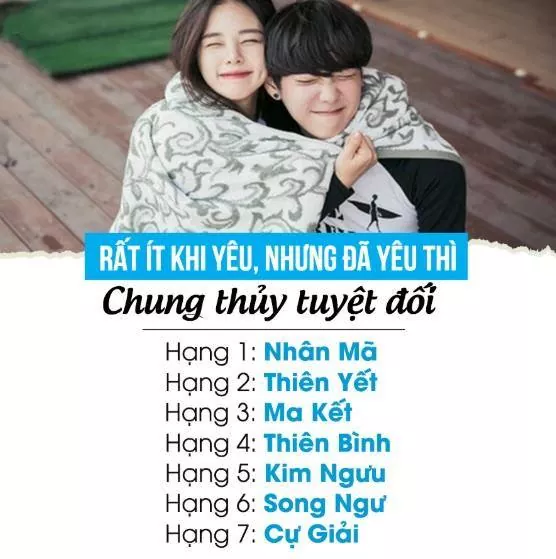 RẤT ÍT KHI YÊU, NHƯNG ĐÃ YÊU THÌ
Chung thủy tuyệt đối
Hạng 1: Nhân Mã
Hạng 2: Thiên Yết
Hạng 3: Ma Kết
Hạng 4: Thiên Bình
Hạng 5: Kim Ngưu
Hạng 6: Song Ngư
Hạng 7: Cự Giải